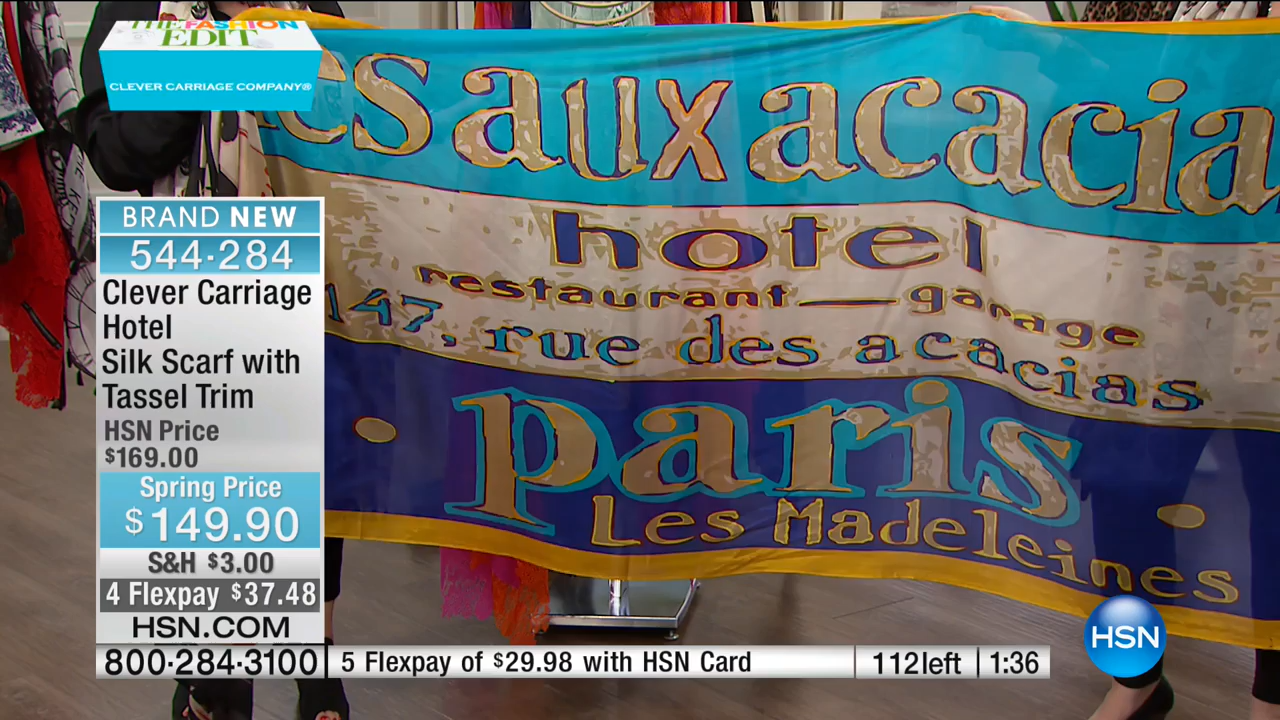 THE FASHION
EDIT
CLEVER CARRIAGE COMPANY®
BRAND NEW
544·284
Clever Carriage
Hotel
Silk Scarf with
Tassel Trim
HSN Price
$169.00
Spring Price
$149.90
S&H $3.00
4 Flexpay $37.48
HSN.COM
800·284·3100
5 Flexpay of $29.98 with HSN Card
112left
1:36
HSN
aux acacia
hotel
restaurant — garage
147, rue des acacias
paris
Les Madeleines